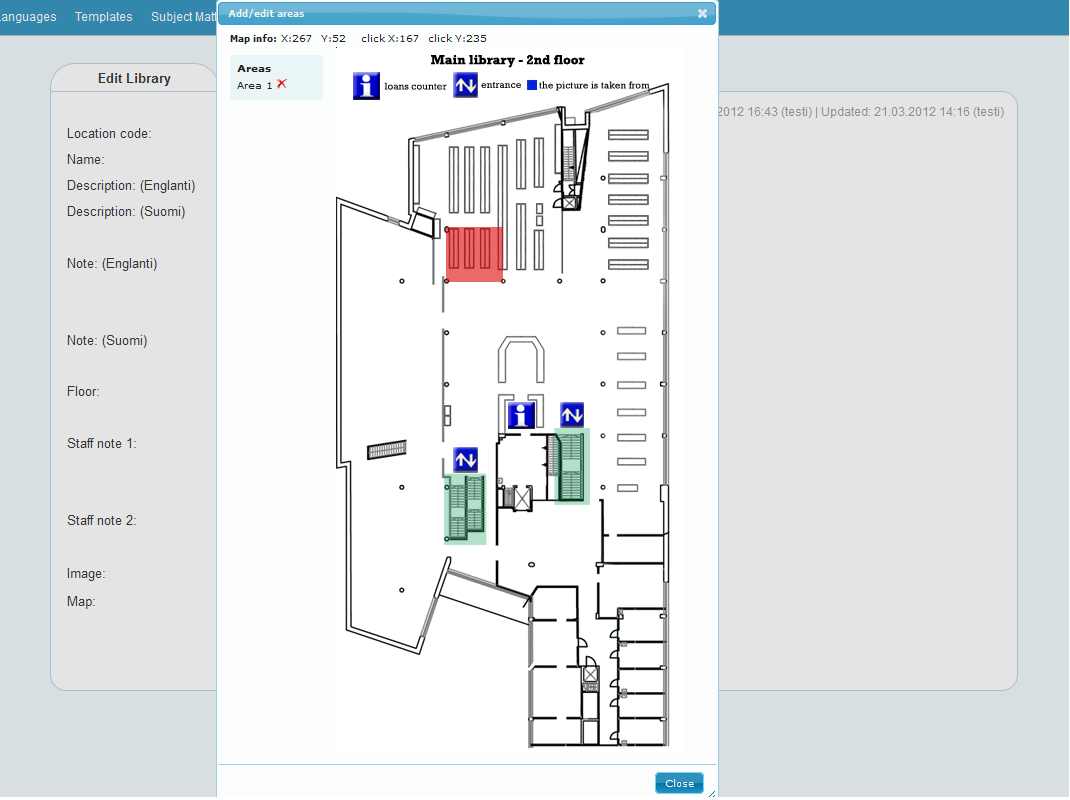 Languages Templates Subject Matt
Add/edit areas
Map info: X:267 Y:52 click X:167 click Y:235
Main library - 2nd floor
Areas
Area 1
i loans counter entrance the picture is taken from
Edit Library
2012 16:43 (testi) | Updated: 21.03.2012 14:16 (testi)
Location code:
Name:
Description: (Englanti)
Description: (Suomi)
Note: (Englanti)
Note: (Suomi)
Floor:
i
Staff note 1:
Staff note 2:
Image:
Map:
Close